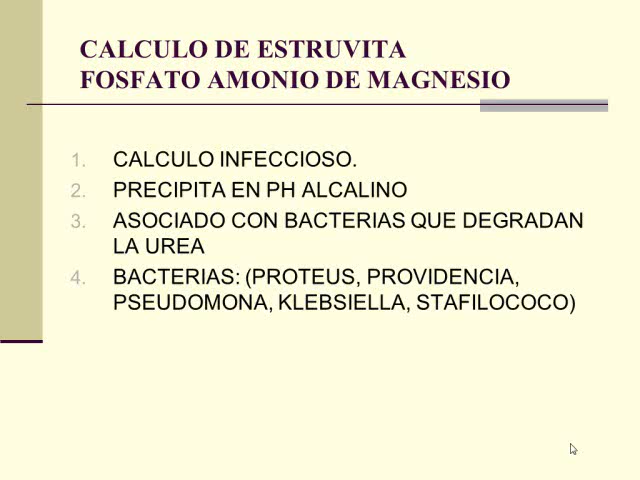 CALCULO DE ESTRUVITA
FOSFATO AMONIO DE MAGNESIO
1. CALCULO INFECCIOSO.
2. PRECIPITA EN PH ALCALINO
3. ASOCIADO CON BACTERIAS QUE DEGRADAN
LA UREA
4. BACTERIAS: (PROTEUS, PROVIDENCIA,
PSEUDOMONA, KLEBSIELLA, STAFILOCOCO)